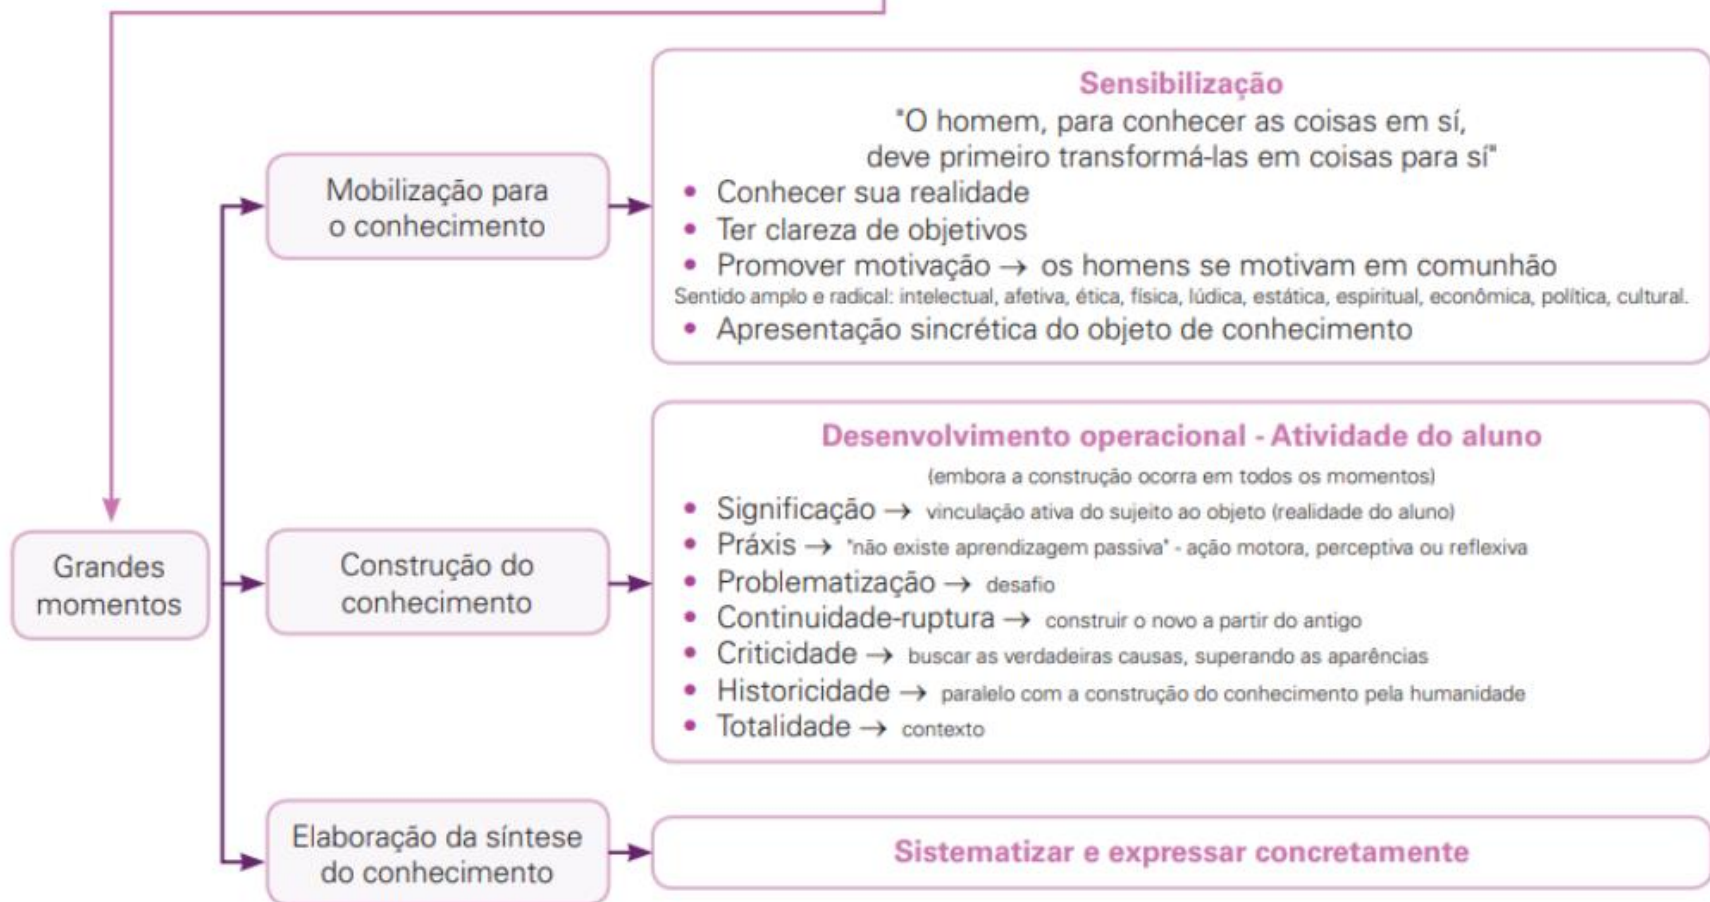 Grandes
momentos
Mobilização para
o conhecimento
Sensibilização
"O homem, para conhecer as coisas em sí,
deve primeiro transformá-las em coisas para sí"
• Conhecer sua realidade
• Ter clareza de objetivos
• Promover motivação → os homens se motivam em comunhão
Sentido amplo e radical: intelectual, afetiva, ética, física, lúdica, estática, espiritual, econômica, política, cultural.
• Apresentação sincrética do objeto de conhecimento
Construção do
conhecimento
Desenvolvimento operacional - Atividade do aluno
(embora a construção ocorra em todos os momentos)
• Significação → vinculação ativa do sujeito ao objeto (realidade do aluno)
• Práxis → "não existe aprendizagem passiva" - ação motora, perceptiva ou reflexiva
• Problematização → desafio
• Continuidade-ruptura → construir o novo a partir do antigo
• Criticidade → buscar as verdadeiras causas, superando as aparências
• Historicidade → paralelo com a construção do conhecimento pela humanidade
• Totalidade → contexto
Elaboração da síntese
do conhecimento
Sistematizar e expressar concretamente